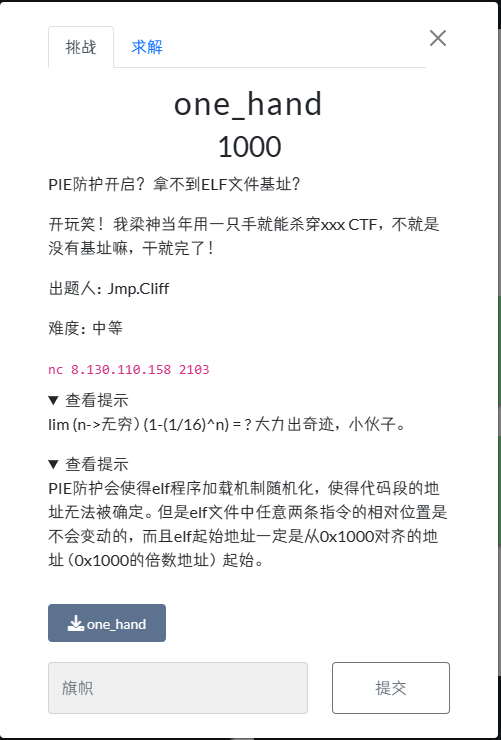 挑战 求解
one_hand
1000
PIE防护开启？拿不到ELF文件基址？
开玩笑！我梁神当年用一只手就能杀穿xxx CTF，不就是
没有基址嘛，干就完了！
出题人: Jmp.Cliff
难度: 中等
nc 8.130.110.158 2103
▼ 查看提示
lim (n->无穷) (1-(1/16)^n) = ? 大力出奇迹，小伙子。
▼ 查看提示
PIE防护会使得elf程序加载机制随机化，使得代码段的地
址无法被确定。但是elf文件中任意两条指令的相对位置是
不会变动的，而且elf起始地址一定是从0x1000对齐的地
址（0x1000的倍数地址）起始。
one_hand
旗帜 提交